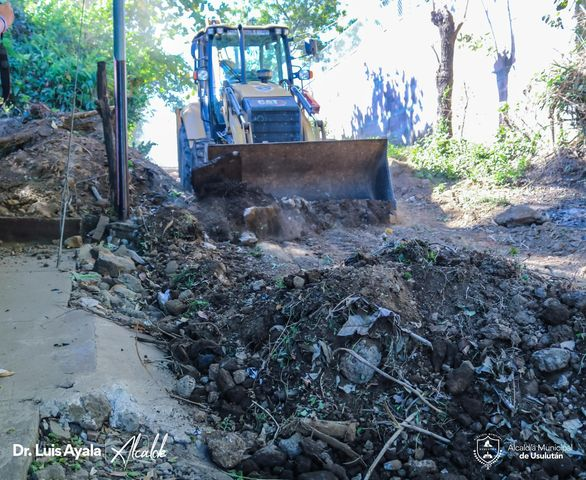 CAT
Dr. Luis Ayala Alcalde
Alcaldía Municipal
de Usulután